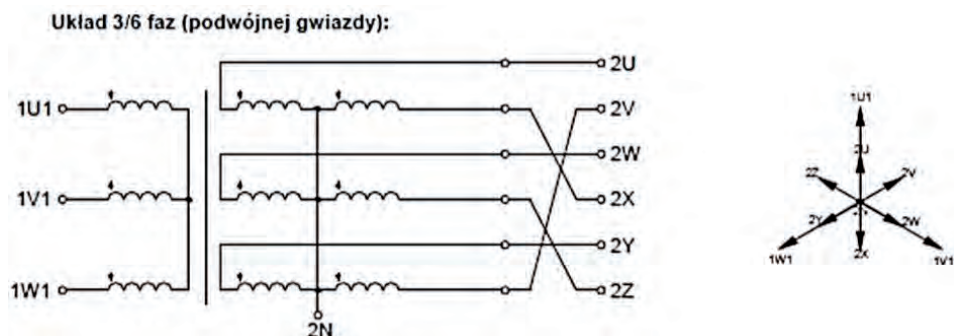 Układ 3/6 faz (podwójnej gwiazdy):
2U
1U1
2V
2W
1V1
2X
2Y
1W1
2Z
2N
1U1
2U
2Z
2V
2Y
2W
1W1
2X
1V1